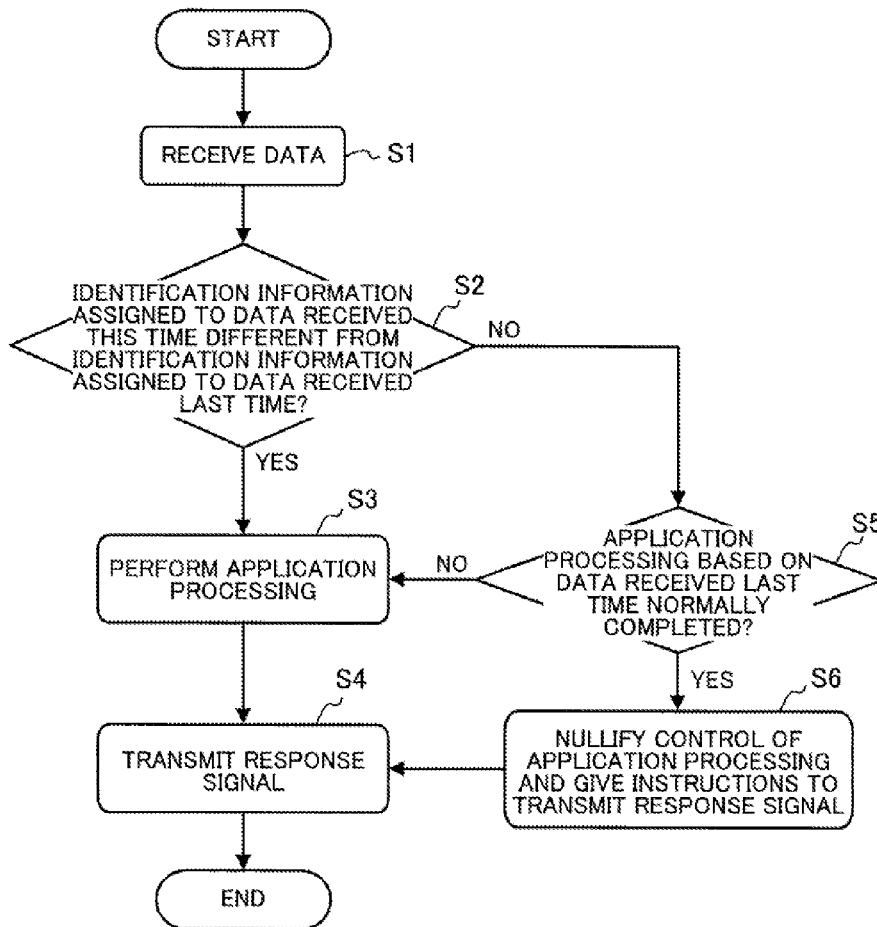 START
RECEIVE DATA
S1
IDENTIFICATION INFORMATION
ASSIGNED TO DATA RECEIVED
THIS TIME DIFFERENT FROM
IDENTIFICATION INFORMATION
ASSIGNED TO DATA RECEIVED
LAST TIME?
S2
NO
YES
S3
PERFORM APPLICATION
PROCESSING
NO
APPLICATION
PROCESSING BASED ON
DATA RECEIVED LAST
TIME NORMALLY
COMPLETED?
S5
YES
S4
TRANSMIT RESPONSE
SIGNAL
S6
NULLIFY CONTROL OF
APPLICATION PROCESSING
AND GIVE INSTRUCTIONS TO
TRANSMIT RESPONSE SIGNAL
END